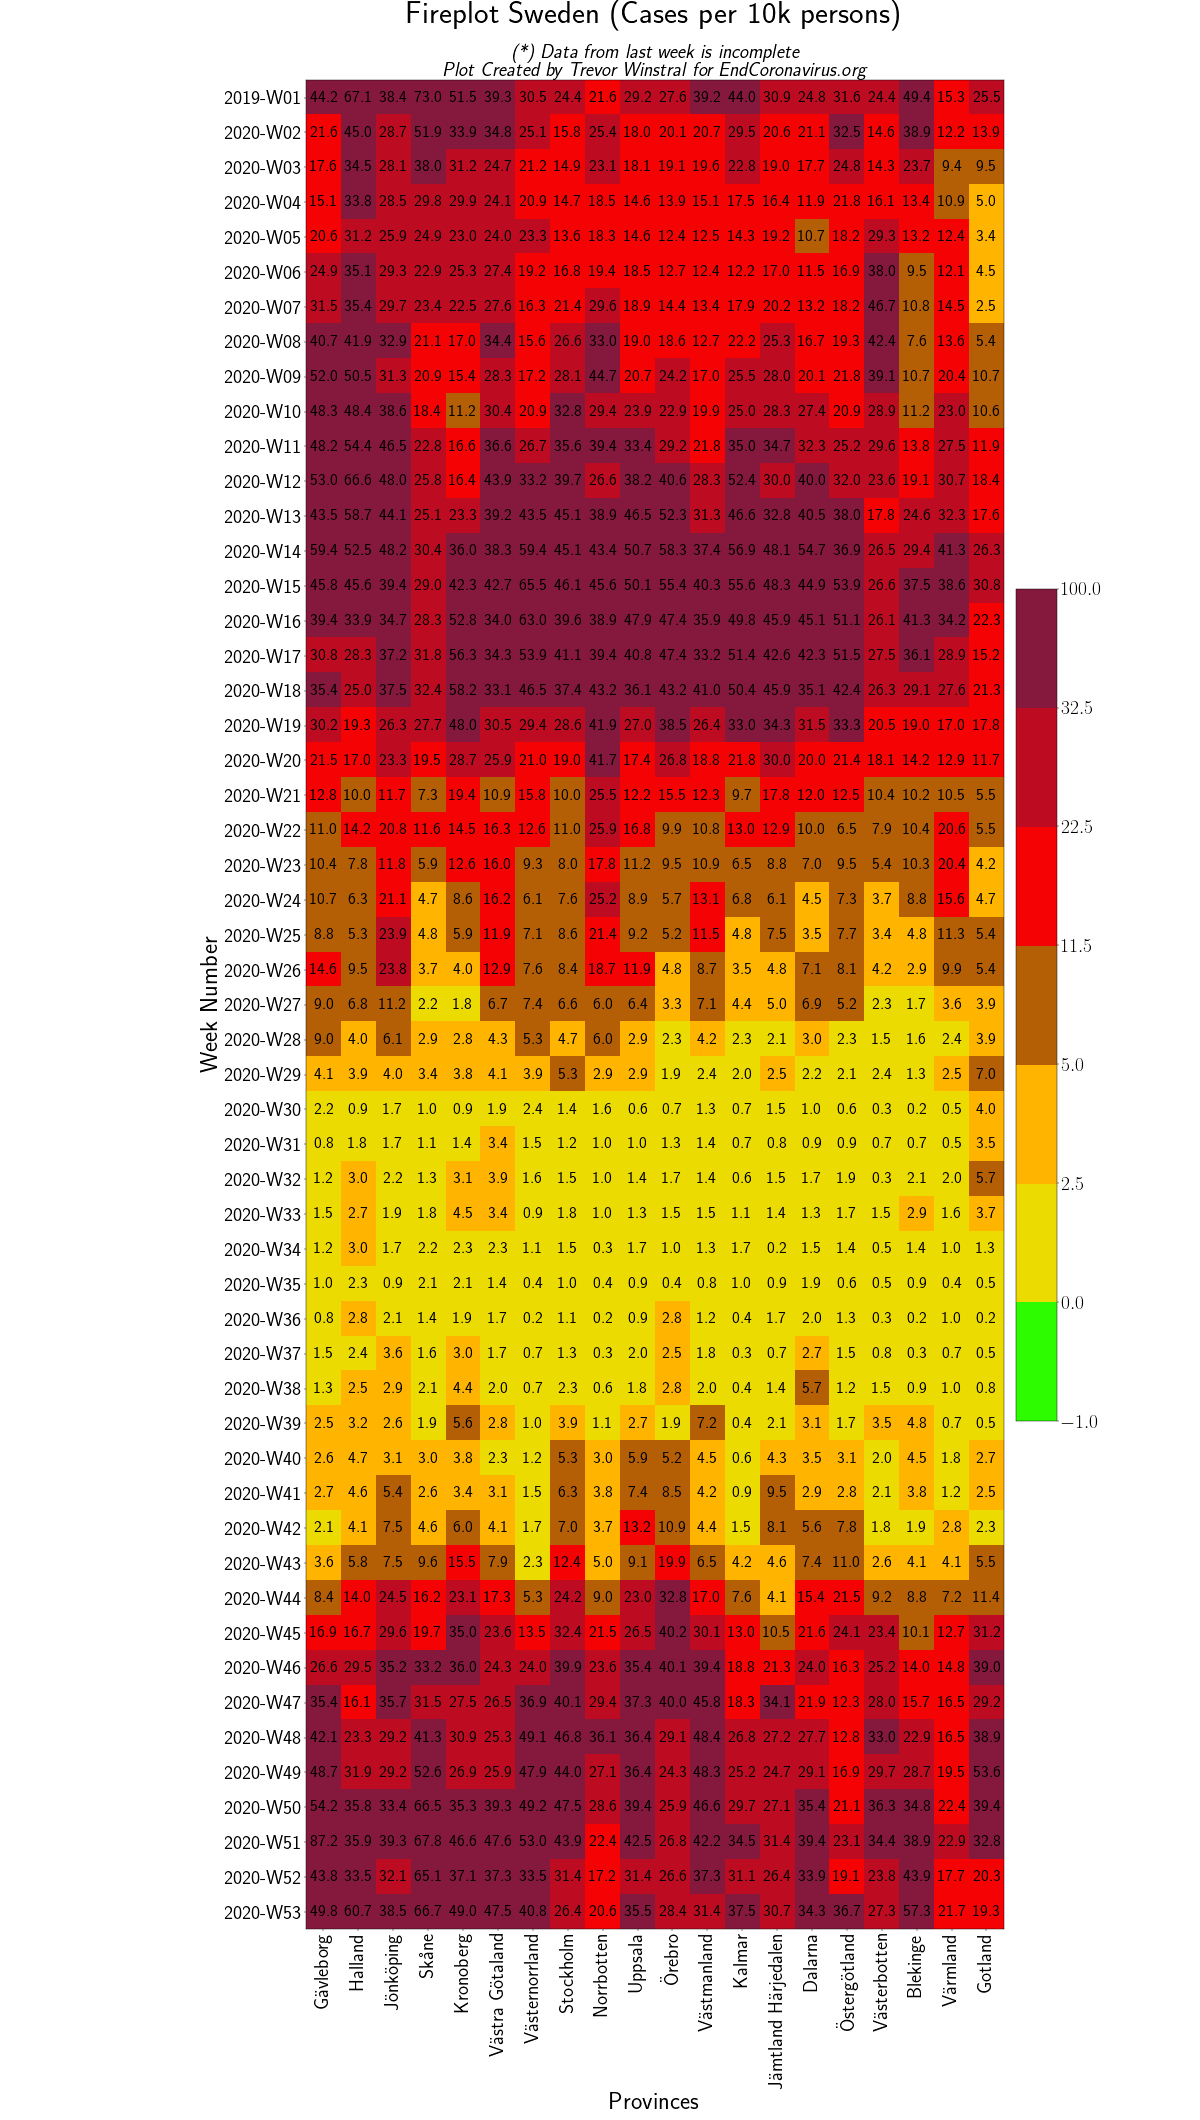 Fireplot Sweden (Cases per 10k persons)
(*) Data from last week is incomplete
Plot Created by Trevor Winstral for EndCoronavirus.org
2019-W01 44.2 67.1 38.4 73.0 51.5 39.3 30.5 24.4 21.6 29.2 27.6 39.2 44.0 30.9 24.8 31.6 24.4 49.4 15.3 25.5
2020-W02 21.6 45.0 28.7 51.9 33.9 34.8 25.1 15.8 25.4 18.0 20.1 20.7 29.5 20.6 21.1 32.5 14.6 38.9 12.2 13.9
2020-W03 17.6 34.5 28.1 38.0 31.2 24.7 21.2 14.9 23.1 18.1 19.1 19.6 22.8 19.0 17.7 24.8 14.3 23.7 9.4 9.5
2020-W04 15.1 33.8 28.5 29.8 29.9 24.1 20.9 14.7 18.5 14.6 13.9 15.1 17.5 16.4 11.9 21.8 16.1 13.4 10.9 5.0
2020-W05 20.6 31.2 25.9 24.9 23.0 24.0 23.3 13.6 18.3 14.6 12.4 12.5 14.3 19.2 10.7 18.2 29.3 13.2 12.4 3.4
2020-W06 24.9 35.1 29.3 22.9 25.3 27.4 19.2 16.8 19.4 18.5 12.7 12.4 12.2 17.0 11.5 16.9 38.0 9.5 12.1 4.5
2020-W07 31.5 35.4 29.7 23.4 22.5 27.6 16.3 21.4 29.6 18.9 14.4 13.4 17.9 20.2 13.2 18.2 46.7 10.8 14.5 2.5
2020-W08 40.7 41.9 32.9 21.1 17.0 34.4 15.6 26.6 33.0 19.0 18.6 12.7 22.2 25.3 16.7 19.3 42.4 7.6 13.6 5.4
2020-W09 52.0 50.5 31.3 20.9 15.4 28.3 17.2 28.1 44.7 20.7 24.2 17.0 25.5 28.0 20.1 21.8 39.1 10.7 20.4 10.7
2020-W10 48.3 48.4 38.6 18.4 11.2 30.4 20.9 32.8 29.4 23.9 22.9 19.9 25.0 28.3 27.4 20.9 28.9 11.2 23.0 10.6
2020-W11 48.2 54.4 46.5 22.8 16.6 36.6 26.7 35.6 39.4 33.4 29.2 21.8 35.0 34.7 32.3 25.2 29.6 13.8 27.5 11.9
2020-W12 53.0 66.6 48.0 25.8 16.4 43.9 33.2 39.7 26.6 38.2 40.6 28.3 52.4 30.0 40.0 32.0 23.6 19.1 30.7 18.4
2020-W13 43.5 58.7 44.1 25.1 23.3 39.2 43.5 45.1 38.9 46.5 52.3 31.3 46.6 32.8 40.5 38.0 17.8 24.6 32.3 17.6
2020-W14 59.4 52.5 48.2 30.4 36.0 38.3 59.4 45.1 43.4 50.7 58.3 37.4 56.9 48.1 54.7 36.9 26.5 29.4 41.3 26.3
2020-W15 45.8 45.6 39.4 29.0 42.3 42.7 65.5 46.1 45.6 50.1 55.4 40.3 55.6 48.3 44.9 53.9 26.6 37.5 38.6 30.8
2020-W16 39.4 33.9 34.7 28.3 52.8 34.0 63.0 39.6 38.9 47.9 47.4 35.9 49.8 45.9 45.1 51.1 26.1 41.3 34.2 22.3
2020-W17 30.8 28.3 37.2 31.8 56.3 34.3 53.9 41.1 39.4 40.8 47.4 33.2 51.4 42.6 42.3 51.5 27.5 36.1 28.9 15.2
2020-W18 35.4 25.0 37.5 32.4 58.2 33.1 46.5 37.4 43.2 36.1 43.2 41.0 50.4 45.9 35.1 42.4 26.3 29.1 27.6 21.3
2020-W19 30.2 19.3 26.3 27.7 48.0 30.5 29.4 28.6 41.9 27.0 38.5 26.4 33.0 34.3 31.5 33.3 20.5 19.0 17.0 17.8
2020-W20 21.5 17.0 23.3 19.5 28.7 25.9 21.0 19.0 41.7 17.4 26.8 18.8 21.8 30.0 20.0 21.4 18.1 14.2 12.9 11.7
2020-W21 12.8 10.0 11.7 7.3 19.4 10.9 15.8 10.0 25.5 12.2 15.5 12.3 9.7 17.8 12.0 12.5 10.4 10.2 10.5 5.5
2020-W22 11.0 14.2 20.8 11.6 14.5 16.3 12.6 11.0 25.9 16.8 9.9 10.8 13.0 12.9 10.0 6.5 7.9 10.4 20.6 5.5
2020-W23 10.4 7.8 11.8 5.9 12.6 16.0 9.3 8.0 17.8 11.2 9.5 10.9 6.5 8.8 7.0 9.5 5.4 10.3 20.4 4.2
2020-W24 10.7 6.3 21.1 4.7 8.6 16.2 6.1 7.6 25.2 8.9 5.7 13.1 6.8 6.1 4.5 7.3 3.7 8.8 15.6 4.7
2020-W25 8.8 5.3 23.9 4.8 5.9 11.9 7.1 8.6 21.4 9.2 5.2 11.5 4.8 7.5 3.5 7.7 3.4 4.8 11.3 5.4
2020-W26 14.6 9.5 23.8 3.7 4.0 12.9 7.6 8.4 18.7 11.9 4.8 8.7 3.5 4.8 7.1 8.1 4.2 2.9 9.9 5.4
2020-W27 9.0 6.8 11.2 2.2 1.8 6.7 7.4 6.6 6.0 6.4 3.3 7.1 4.4 5.0 6.9 5.2 2.3 1.7 3.6 3.9
2020-W28 9.0 4.0 6.1 2.9 2.8 4.3 5.3 4.7 6.0 2.9 2.3 4.2 2.3 2.1 3.0 2.3 1.5 1.6 2.4 3.9
2020-W29 4.1 3.9 4.0 3.4 3.8 4.1 3.9 5.3 2.9 2.9 1.9 2.4 2.0 2.5 2.2 2.1 2.4 1.3 2.5 7.0
2020-W30 2.2 0.9 1.7 1.0 0.9 1.9 2.4 1.4 1.6 0.6 0.7 1.3 0.7 1.5 1.0 0.6 0.3 0.2 0.5 4.0
2020-W31 0.8 1.8 1.7 1.1 1.4 3.4 1.5 1.2 1.0 1.0 1.3 1.4 0.7 0.8 0.9 0.9 0.7 0.7 0.5 3.5
2020-W32 1.2 3.0 2.2 1.3 3.1 3.9 1.6 1.5 1.0 1.4 1.7 1.4 0.6 1.5 1.7 1.9 0.3 2.1 2.0 5.7
2020-W33 1.5 2.7 1.9 1.8 4.5 3.4 0.9 1.8 1.0 1.3 1.5 1.5 1.1 1.4 1.3 1.7 1.5 2.9 1.6 3.7
2020-W34 1.2 3.0 1.7 2.2 2.3 2.3 1.1 1.5 0.3 1.7 1.0 1.3 1.7 0.2 1.5 1.4 0.5 1.4 1.0 1.3
2020-W35 1.0 2.3 0.9 2.1 2.1 1.4 0.4 1.0 0.4 0.9 0.4 0.8 1.0 0.9 1.9 0.6 0.5 0.9 0.4 0.5
2020-W36 0.8 2.8 2.1 1.4 1.9 1.7 0.2 1.1 0.2 0.9 2.8 1.2 0.4 1.7 2.0 1.3 0.3 0.2 1.0 0.2
2020-W37 1.5 2.4 3.6 1.6 3.0 1.7 0.7 1.3 0.3 2.0 2.5 1.8 0.3 0.7 2.7 1.5 0.8 0.3 0.7 0.5
2020-W38 1.3 2.5 2.9 2.1 4.4 2.0 0.7 2.3 0.6 1.8 2.8 2.0 0.4 1.4 5.7 1.2 1.5 0.9 1.0 0.8
2020-W39 2.5 3.2 2.6 1.9 5.6 2.8 1.0 3.9 1.1 2.7 1.9 7.2 0.4 2.1 3.1 1.7 3.5 4.8 0.7 0.5
2020-W40 2.6 4.7 3.1 3.0 3.8 2.3 1.2 5.3 3.0 5.9 5.2 4.5 0.6 4.3 3.5 3.1 2.0 4.5 1.8 2.7
2020-W41 2.7 4.6 5.4 2.6 3.4 3.1 1.5 6.3 3.8 7.4 8.5 4.2 0.9 9.5 2.9 2.8 2.1 3.8 1.2 2.5
2020-W42 2.1 4.1 7.5 4.6 6.0 4.1 1.7 7.0 3.7 13.2 10.9 4.4 1.5 8.1 5.6 7.8 1.8 1.9 2.8 2.3
2020-W43 3.6 5.8 7.5 9.6 15.5 7.9 2.3 12.4 5.0 9.1 19.9 6.5 4.2 4.6 7.4 11.0 2.6 4.1 4.1 5.5
2020-W44 8.4 14.0 24.5 16.2 23.1 17.3 5.3 24.2 9.0 23.0 32.8 17.0 7.6 4.1 15.4 21.5 9.2 8.8 7.2 11.4
2020-W45 16.9 16.7 29.6 19.7 35.0 23.6 13.5 32.4 21.5 26.5 40.2 30.1 13.0 10.5 21.6 24.1 23.4 10.1 12.7 31.2
2020-W46 26.6 29.5 35.2 33.2 36.0 24.3 24.0 39.9 23.6 35.4 40.1 39.4 18.8 21.3 24.0 16.3 25.2 14.0 14.8 39.0
2020-W47 35.4 16.1 35.7 31.5 27.5 26.5 36.9 40.1 29.4 37.3 40.0 45.8 18.3 34.1 21.9 12.3 28.0 15.7 16.5 29.2
2020-W48 42.1 23.3 29.2 41.3 30.9 25.3 49.1 46.8 36.1 36.4 29.1 48.4 26.8 27.2 27.7 12.8 33.0 22.9 16.5 38.9
2020-W49 48.7 31.9 29.2 52.6 26.9 25.9 47.9 44.0 27.1 36.4 24.3 48.3 25.2 24.7 29.1 16.9 29.7 28.7 19.5 53.6
2020-W50 54.2 35.8 33.4 66.5 35.3 39.3 49.2 47.5 28.6 39.4 25.9 46.6 29.7 27.1 35.4 21.1 36.3 34.8 22.4 39.4
2020-W51 87.2 35.9 39.3 67.8 46.6 47.6 53.0 43.9 22.4 42.5 26.8 42.2 34.5 31.4 39.4 23.1 34.4 38.9 22.9 32.8
2020-W52 43.8 33.5 32.1 65.1 37.1 37.3 33.5 31.4 17.2 31.4 26.6 37.3 31.1 26.4 33.9 19.1 23.8 43.9 17.7 20.3
2020-W53 49.8 60.7 38.5 66.7 49.0 47.5 40.8 26.4 20.6 35.5 28.4 31.4 37.5 30.7 34.3 36.7 27.3 57.3 21.7 19.3
Week Number
Gävleborg
Halland
Jönköping
Skåne
Kronoberg
Västra Götaland
Västernorrland
Stockholm
Norrbotten
Uppsala
Örebro
Västmanland
Kalmar
Jämtland Härjedalen
Dalarna
Östergötland
Västerbotten
Blekinge
Värmland
Gotland
Provinces
100.0
32.5
22.5
11.5
5.0
2.5
0.0
−1.0